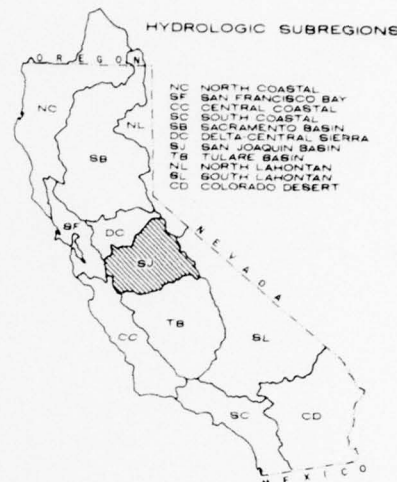 HYDROLOGIC SUBREGIONS
OREGON
NC NORTH COASTAL
SF SAN FRANCISCO BAY
CC CENTRAL COASTAL
SC SOUTH COASTAL
SB SACRAMENTO BASIN
DC DELTA-CENTRAL SIERRA
SJ SAN JOAQUIN BASIN
TB TULARE BASIN
NL NORTH LAHONTAN
SL SOUTH LAHONTAN
CD COLORADO DESERT
NC
NL
SB
SF
DC
SJ
NEVADA
CC
TB
SL
SC
CD
MEXICO